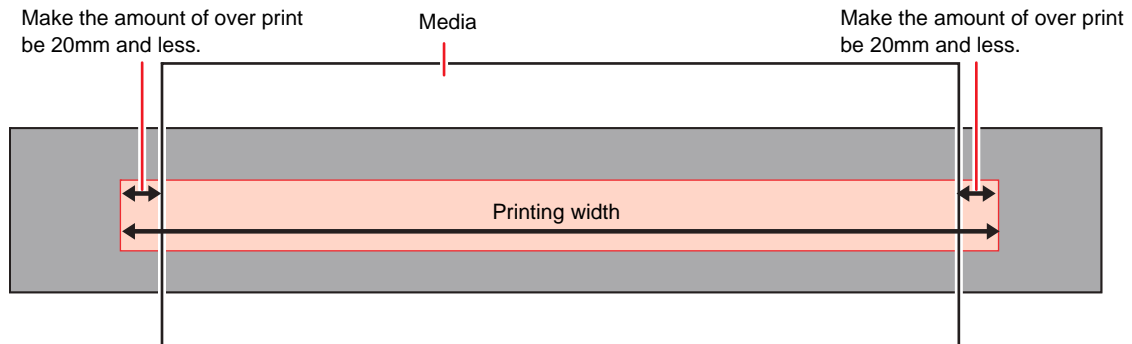 Make the amount of over print
be 20mm and less.
Media
Make the amount of over print
be 20mm and less.
Printing width